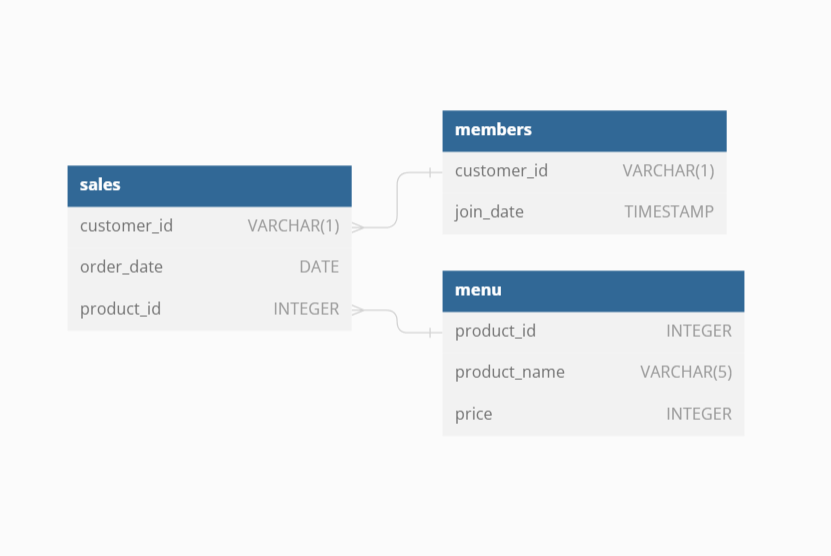 sales
customer_id VARCHAR(1)
order_date DATE
product_id INTEGER
members
customer_id VARCHAR(1)
join_date TIMESTAMP
menu
product_id INTEGER
product_name VARCHAR(5)
price INTEGER